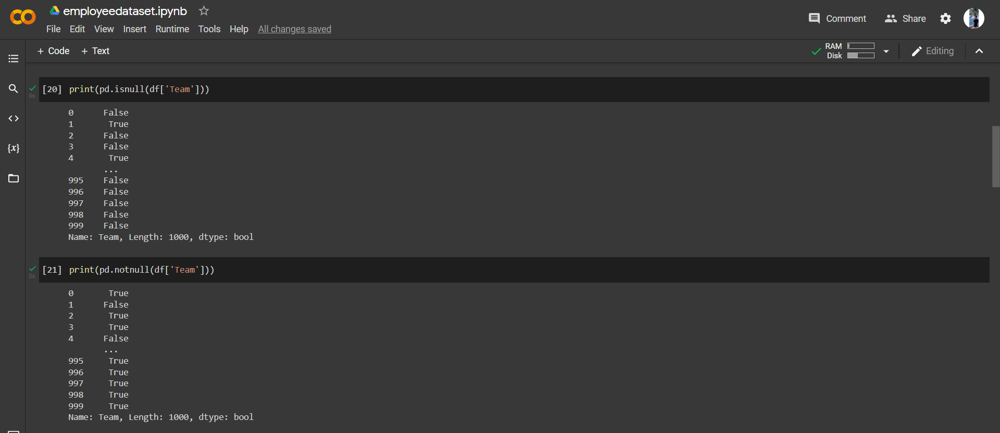 employeedataset.ipynb
File Edit View Insert Runtime Tools Help All changes saved
Comment Share
+ Code + Text
RAM
Disk
Editing
[20] print(pd.isnull(df['Team']))
0s
0 False
1 True
2 False
3 False
4 True
...
995 False
996 False
997 False
998 False
999 False
Name: Team, Length: 1000, dtype: bool
[21] print(pd.notnull(df['Team']))
0s
0 True
1 False
2 True
3 True
4 False
...
995 True
996 True
997 True
998 True
999 True
Name: Team, Length: 1000, dtype: bool